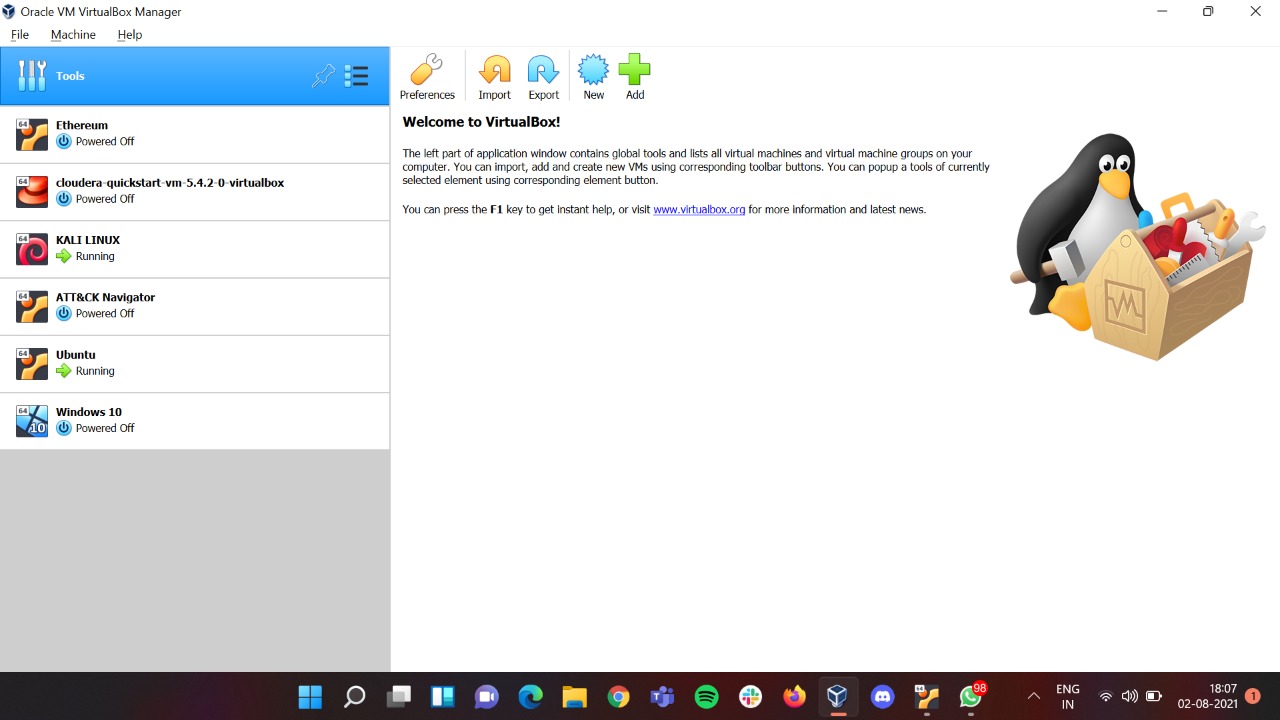 Oracle VM VirtualBox Manager
File Machine Help
Tools
Preferences Import Export New Add
64
Ethereum
Powered Off
64
cloudera-quickstart-vm-5.4.2-0-virtualbox
Powered Off
64
KALI LINUX
Running
64
ATT&CK Navigator
Powered Off
64
Ubuntu
Running
64
10
Windows 10
Powered Off
Welcome to VirtualBox!
The left part of application window contains global tools and lists all virtual machines and virtual machine groups on your
computer. You can import, add and create new VMs using corresponding toolbar buttons. You can popup a tools of currently
selected element using corresponding element button.
You can press the F1 key to get instant help, or visit www.virtualbox.org for more information and latest news.
64
98
ENG
IN
18:07
02-08-2021
1